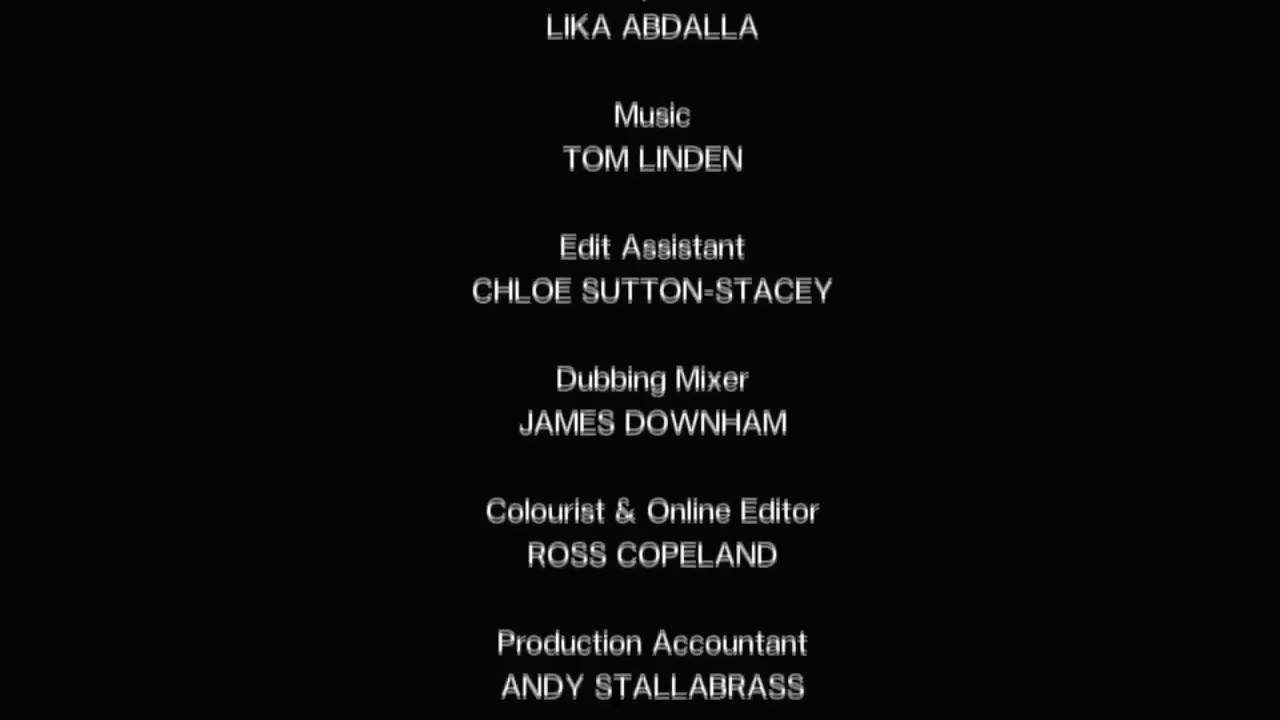 LIKA ABDALLA
Music
TOM LINDEN
Edit Assistant
CHLOE SUTTON-STACEY
Dubbing Mixer
JAMES DOWNHAM
Colourist & Online Editor
ROSS COPELAND
Production Accountant
ANDY STALLABRASS